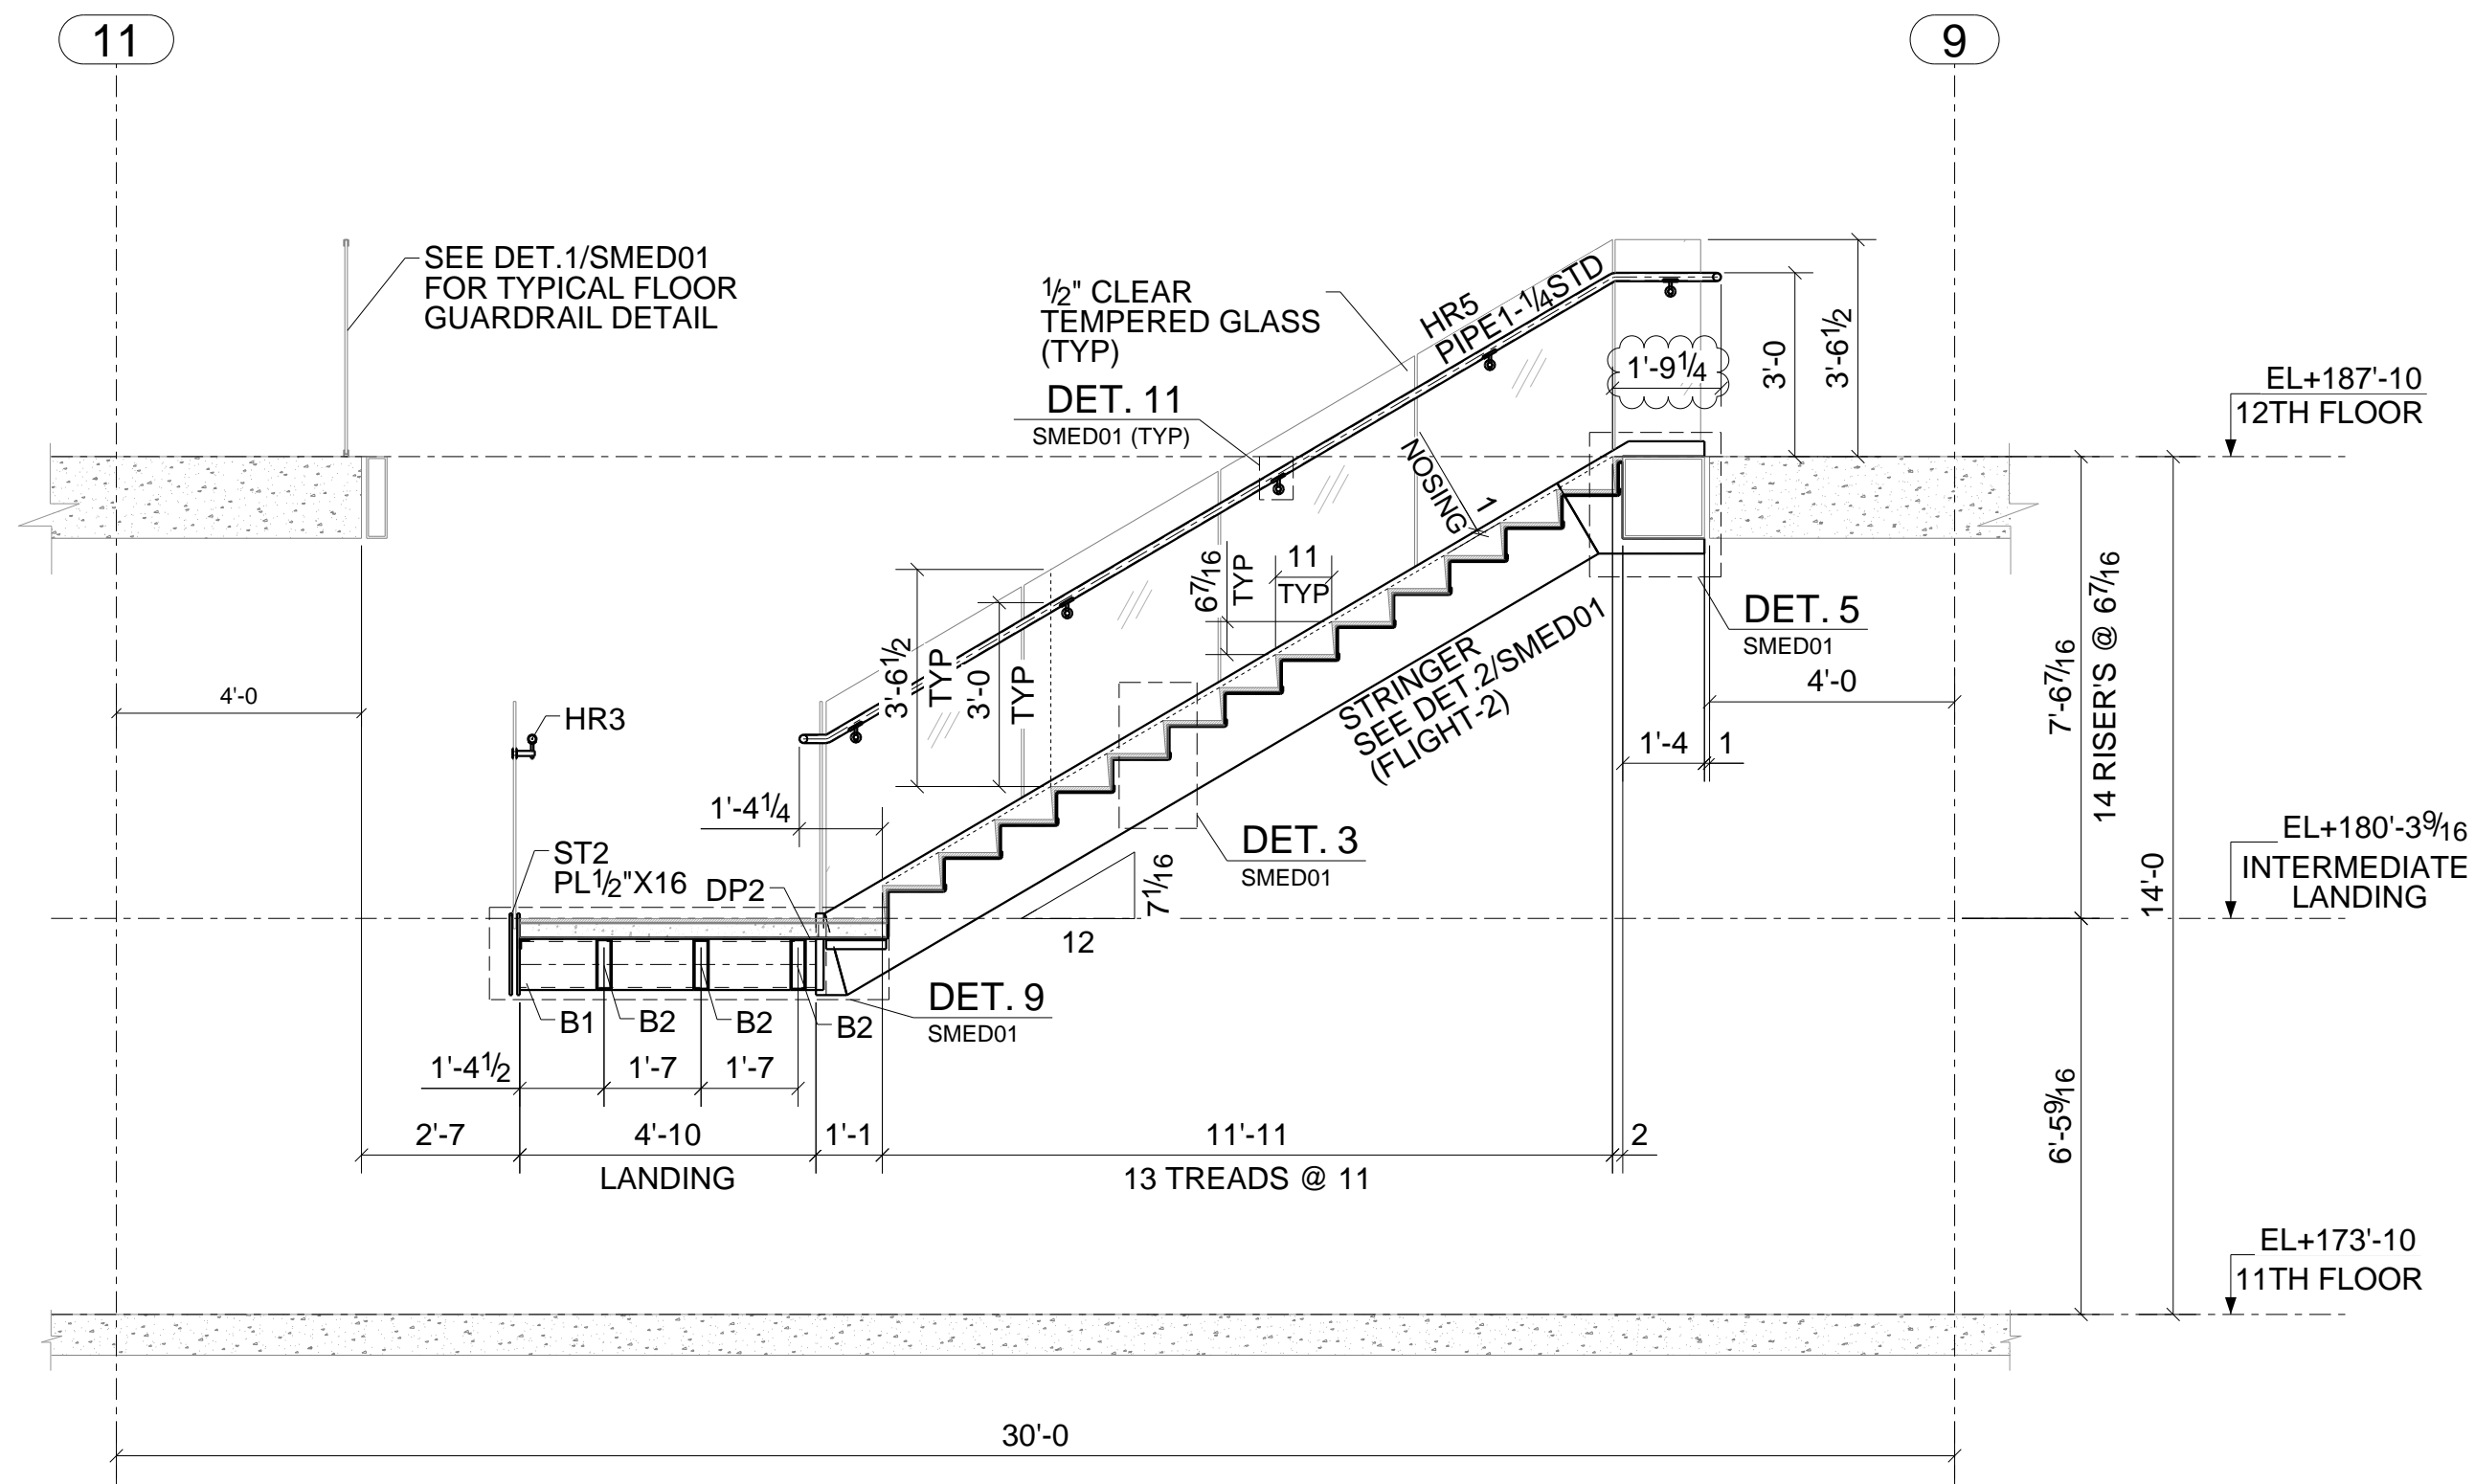 11
9
SEE DET.1/SMED01
FOR TYPICAL FLOOR
GUARDRAIL DETAIL
1/2" CLEAR
TEMPERED GLASS
(TYP)
HR5
PIPE1-1/4STD
DET. 11
SMED01 (TYP)
1'-9 1/4
3'-0
3'-6 1/2
EL+187'-10
12TH FLOOR
1
NOSING
6 7/16
TYP
11
TYP
3'-6 1/2
TYP
3'-0
TYP
STRINGER
SEE DET.2/SMED01
(FLIGHT-2)
DET. 5
SMED01
4'-0
4'-0
1'-4
1
7'-6 7/16
14 RISER'S @ 6 7/16
HR3
1'-4 1/4
ST2
PL 1/2"X16
DP2
DET. 3
SMED01
7 1/16
12
EL+180'-3 9/16
INTERMEDIATE
LANDING
14'-0
B1
B2
B2
B2
DET. 9
SMED01
1'-4 1/2
1'-7
1'-7
2'-7
4'-10
LANDING
1'-1
11'-11
13 TREADS @ 11
2
6'-5 9/16
EL+173'-10
11TH FLOOR
30'-0